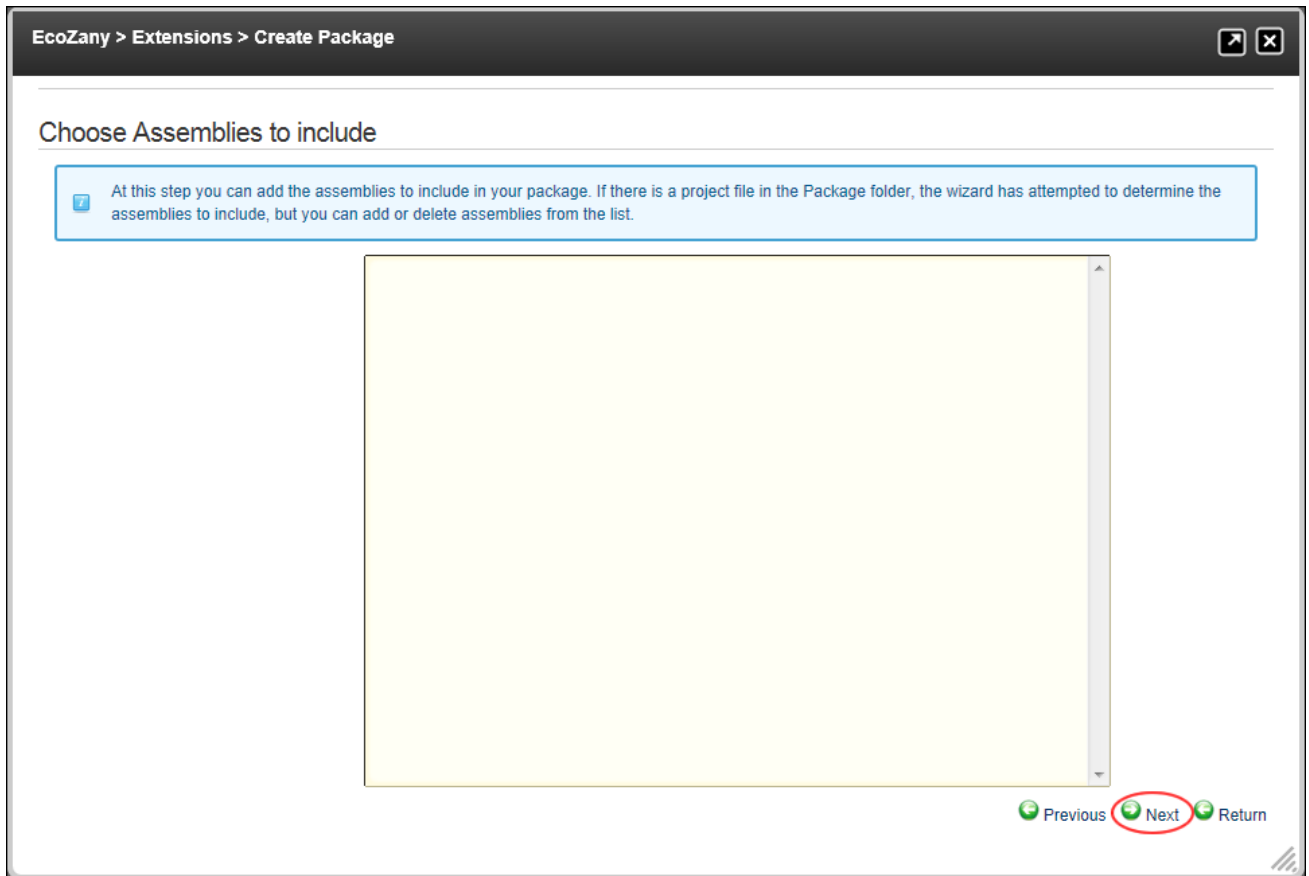 EcoZany > Extensions > Create Package
Choose Assemblies to include
At this step you can add the assemblies to include in your package. If there is a project file in the Package folder, the wizard has attempted to determine the
assemblies to include, but you can add or delete assemblies from the list.
Previous Next Return